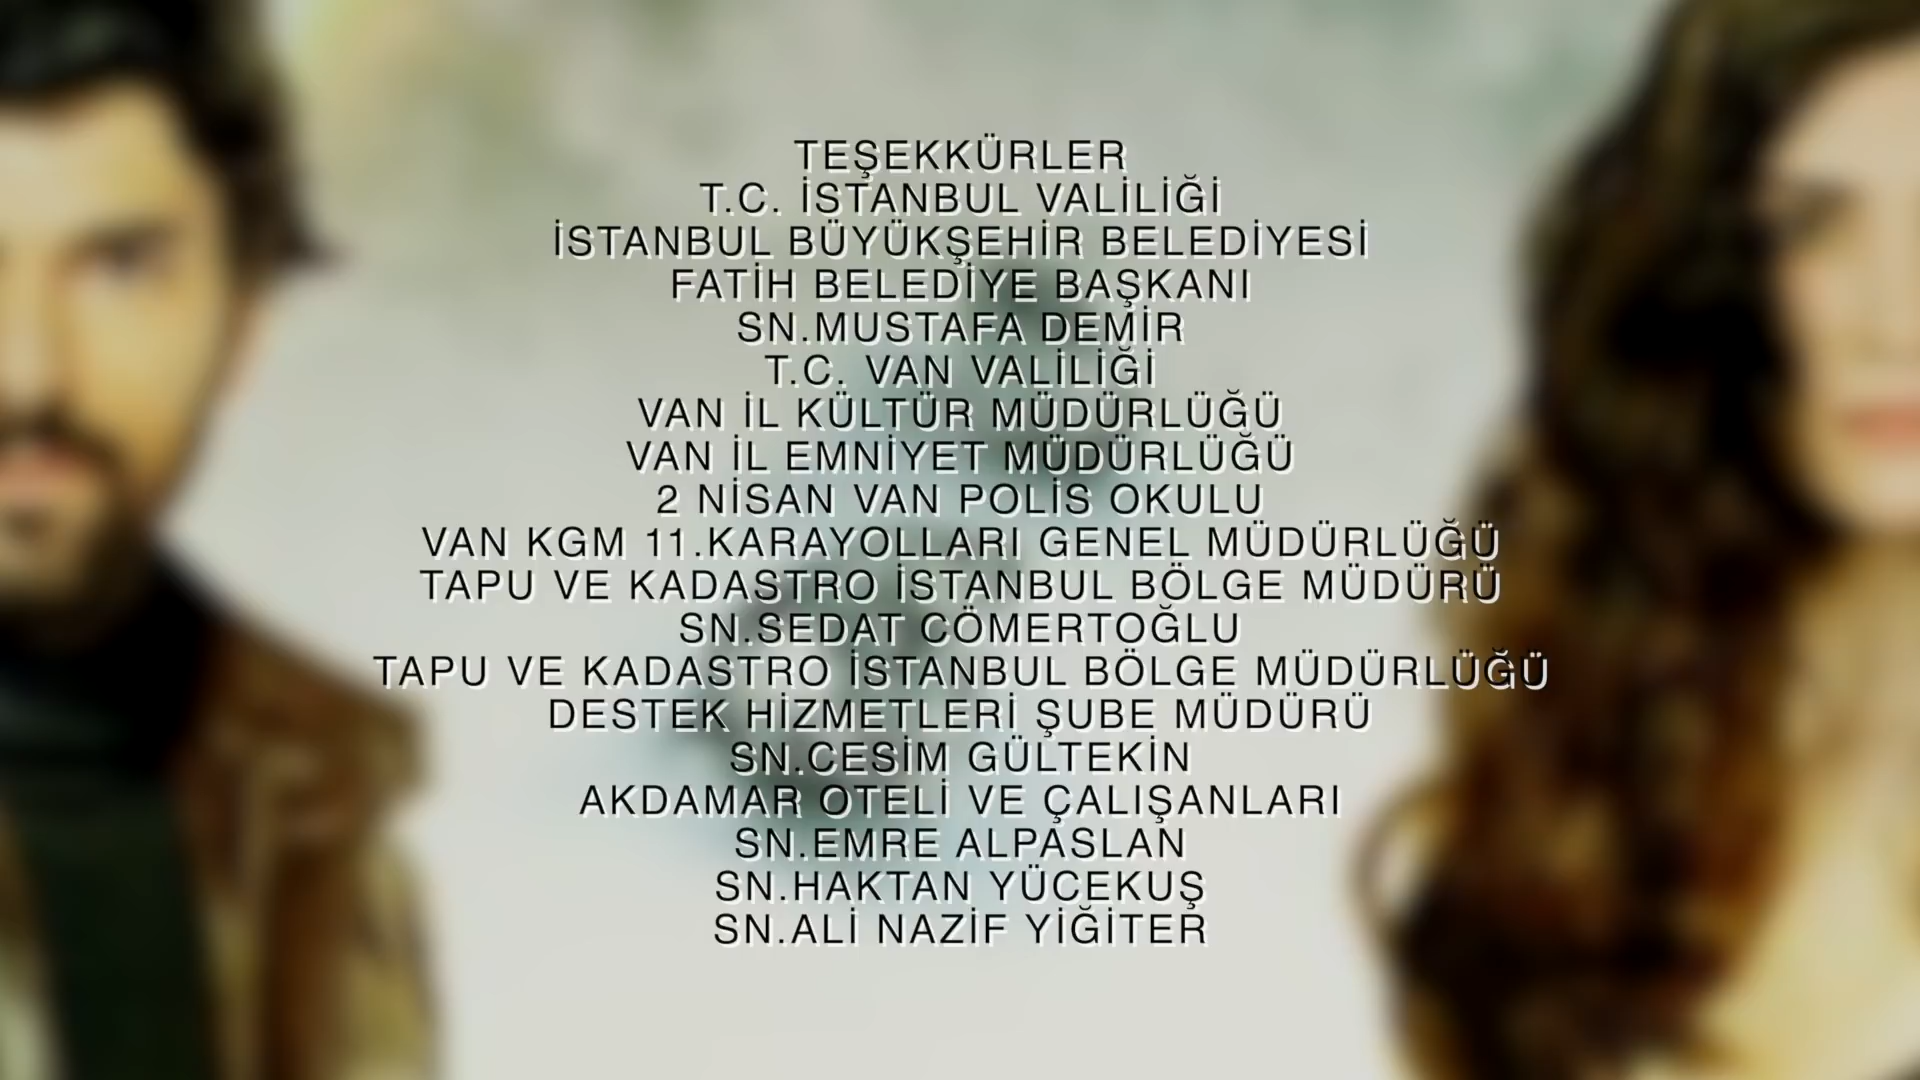 TEŞEKKÜRLER
T.C. İSTANBUL VALİLİĞİ
İSTANBUL BÜYÜKŞEHİR BELEDİYESİ
FATİH BELEDİYE BAŞKANI
SN.MUSTAFA DEMİR
T.C. VAN VALİLİĞİ
VAN İL KÜLTÜR MÜDÜRLÜĞÜ
VAN İL EMNİYET MÜDÜRLÜĞÜ
2 NİSAN VAN POLİS OKULU
VAN KGM 11.KARAYOLLARI GENEL MÜDÜRLÜĞÜ
TAPU VE KADASTRO İSTANBUL BÖLGE MÜDÜRÜ
SN.SEDAT CÖMERTOĞLU
TAPU VE KADASTRO İSTANBUL BÖLGE MÜDÜRLÜĞÜ
DESTEK HİZMETLERİ ŞUBE MÜDÜRÜ
SN.CESİM GÜLTEKİN
AKDAMAR OTELİ VE ÇALIŞANLARI
SN.EMRE ALPASLAN
SN.HAKTAN YÜCEKUŞ
SN.ALİ NAZİF YİĞİTER